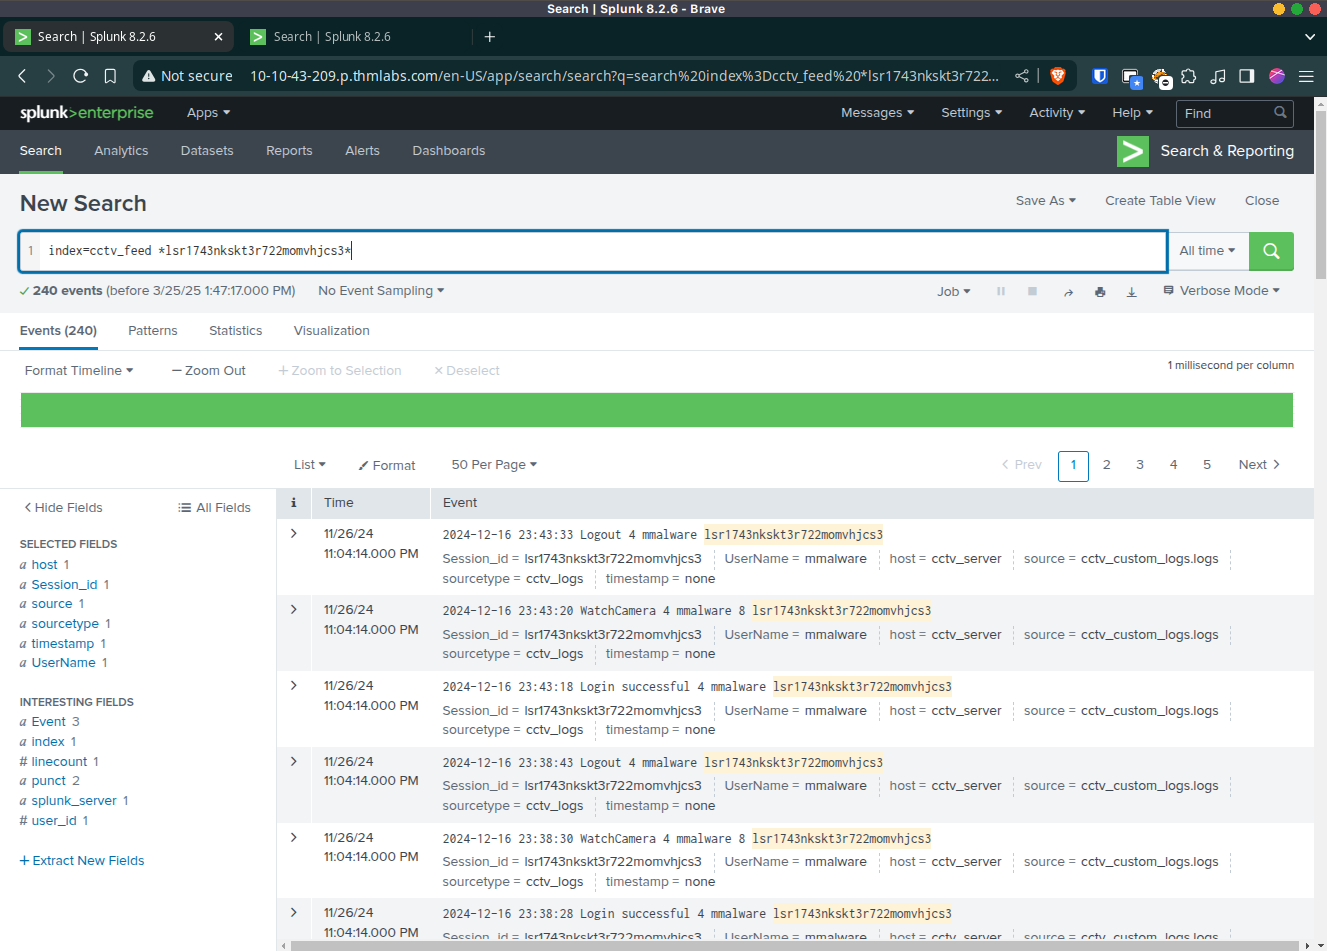 Search | Splunk 8.2.6 - Brave
Search | Splunk 8.2.6
Search | Splunk 8.2.6
Not secure 10-10-43-209.p.thmlabs.com/en-US/app/search/search?q=search%20index%3Dcctv_feed%20*lsr1743nkskt3r722...
splunk>enterprise Apps Messages Settings Activity Help Find
Search Analytics Datasets Reports Alerts Dashboards > Search & Reporting
New Search Save As Create Table View Close
1 index=cctv_feed *lsr1743nkskt3r722momvhjcs3* All time
240 events (before 3/25/25 1:47:17.000 PM) No Event Sampling Job Verbose Mode
Events (240) Patterns Statistics Visualization
Format Timeline — Zoom Out + Zoom to Selection × Deselect 1 millisecond per column
List Format 50 Per Page < Prev 1 2 3 4 5 Next >
< Hide Fields All Fields
SELECTED FIELDS
a host 1
a Session_id 1
a source 1
a sourcetype 1
a timestamp 1
a UserName 1
INTERESTING FIELDS
a Event 3
a index 1
# linecount 1
a punct 2
a splunk_server 1
# user_id 1
+ Extract New Fields
i Time Event
> 11/26/24 2024-12-16 23:43:33 Logout 4 mmalware lsr1743nkskt3r722momvhjcs3
11:04:14.000 PM Session_id = lsr1743nkskt3r722momvhjcs3 UserName = mmalware host = cctv_server source = cctv_custom_logs.logs
sourcetype = cctv_logs timestamp = none
> 11/26/24 2024-12-16 23:43:20 WatchCamera 4 mmalware 8 lsr1743nkskt3r722momvhjcs3
11:04:14.000 PM Session_id = lsr1743nkskt3r722momvhjcs3 UserName = mmalware host = cctv_server source = cctv_custom_logs.logs
sourcetype = cctv_logs timestamp = none
> 11/26/24 2024-12-16 23:43:18 Login successful 4 mmalware lsr1743nkskt3r722momvhjcs3
11:04:14.000 PM Session_id = lsr1743nkskt3r722momvhjcs3 UserName = mmalware host = cctv_server source = cctv_custom_logs.logs
sourcetype = cctv_logs timestamp = none
> 11/26/24 2024-12-16 23:38:43 Logout 4 mmalware lsr1743nkskt3r722momvhjcs3
11:04:14.000 PM Session_id = lsr1743nkskt3r722momvhjcs3 UserName = mmalware host = cctv_server source = cctv_custom_logs.logs
sourcetype = cctv_logs timestamp = none
> 11/26/24 2024-12-16 23:38:30 WatchCamera 4 mmalware 8 lsr1743nkskt3r722momvhjcs3
11:04:14.000 PM Session_id = lsr1743nkskt3r722momvhjcs3 UserName = mmalware host = cctv_server source = cctv_custom_logs.logs
sourcetype = cctv_logs timestamp = none
> 11/26/24 2024-12-16 23:38:28 Login successful 4 mmalware lsr1743nkskt3r722momvhjcs3
11:04:14.000 PM Session_id = lsr1743nkskt3r722momvhjcs3 UserName = mmalware host = cctv_server source = cctv_custom_logs.logs